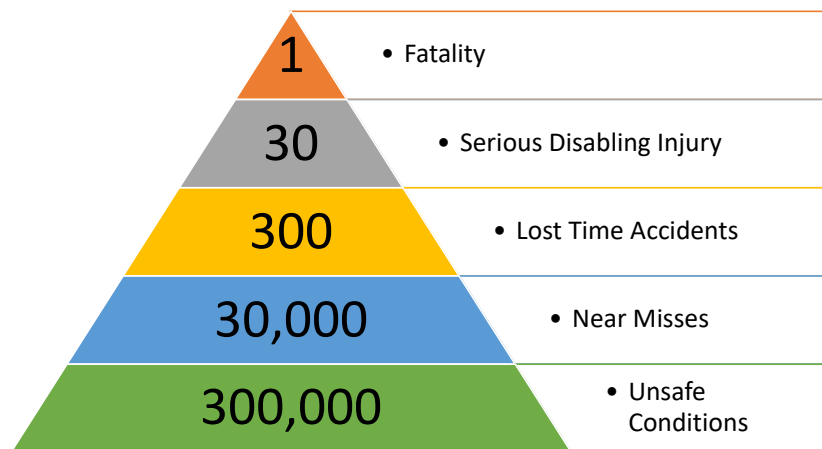 1
• Fatality
30
• Serious Disabling Injury
300
• Lost Time Accidents
30,000
• Near Misses
300,000
• Unsafe
Conditions